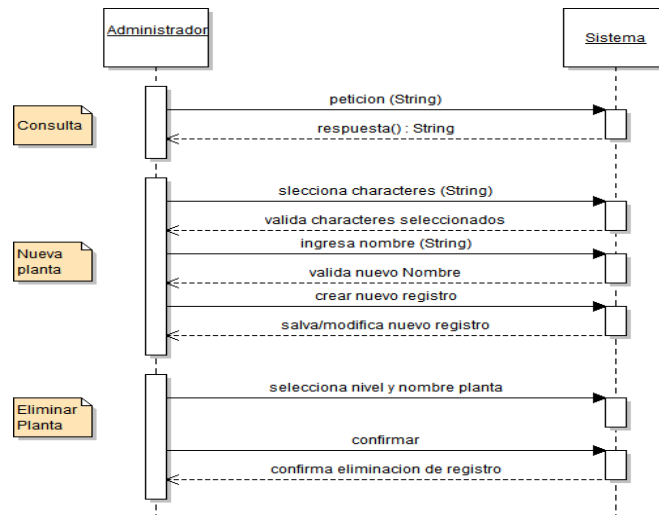 Administrador
Sistema
peticion (String)
Consulta
respuesta() : String
slecciona characteres (String)
valida characteres seleccionados
Nueva
planta
ingresa nombre (String)
valida nuevo Nombre
crear nuevo registro
salva/modifica nuevo registro
selecciona nivel y nombre planta
Eliminar
Planta
confirmar
confirma eliminacion de registro